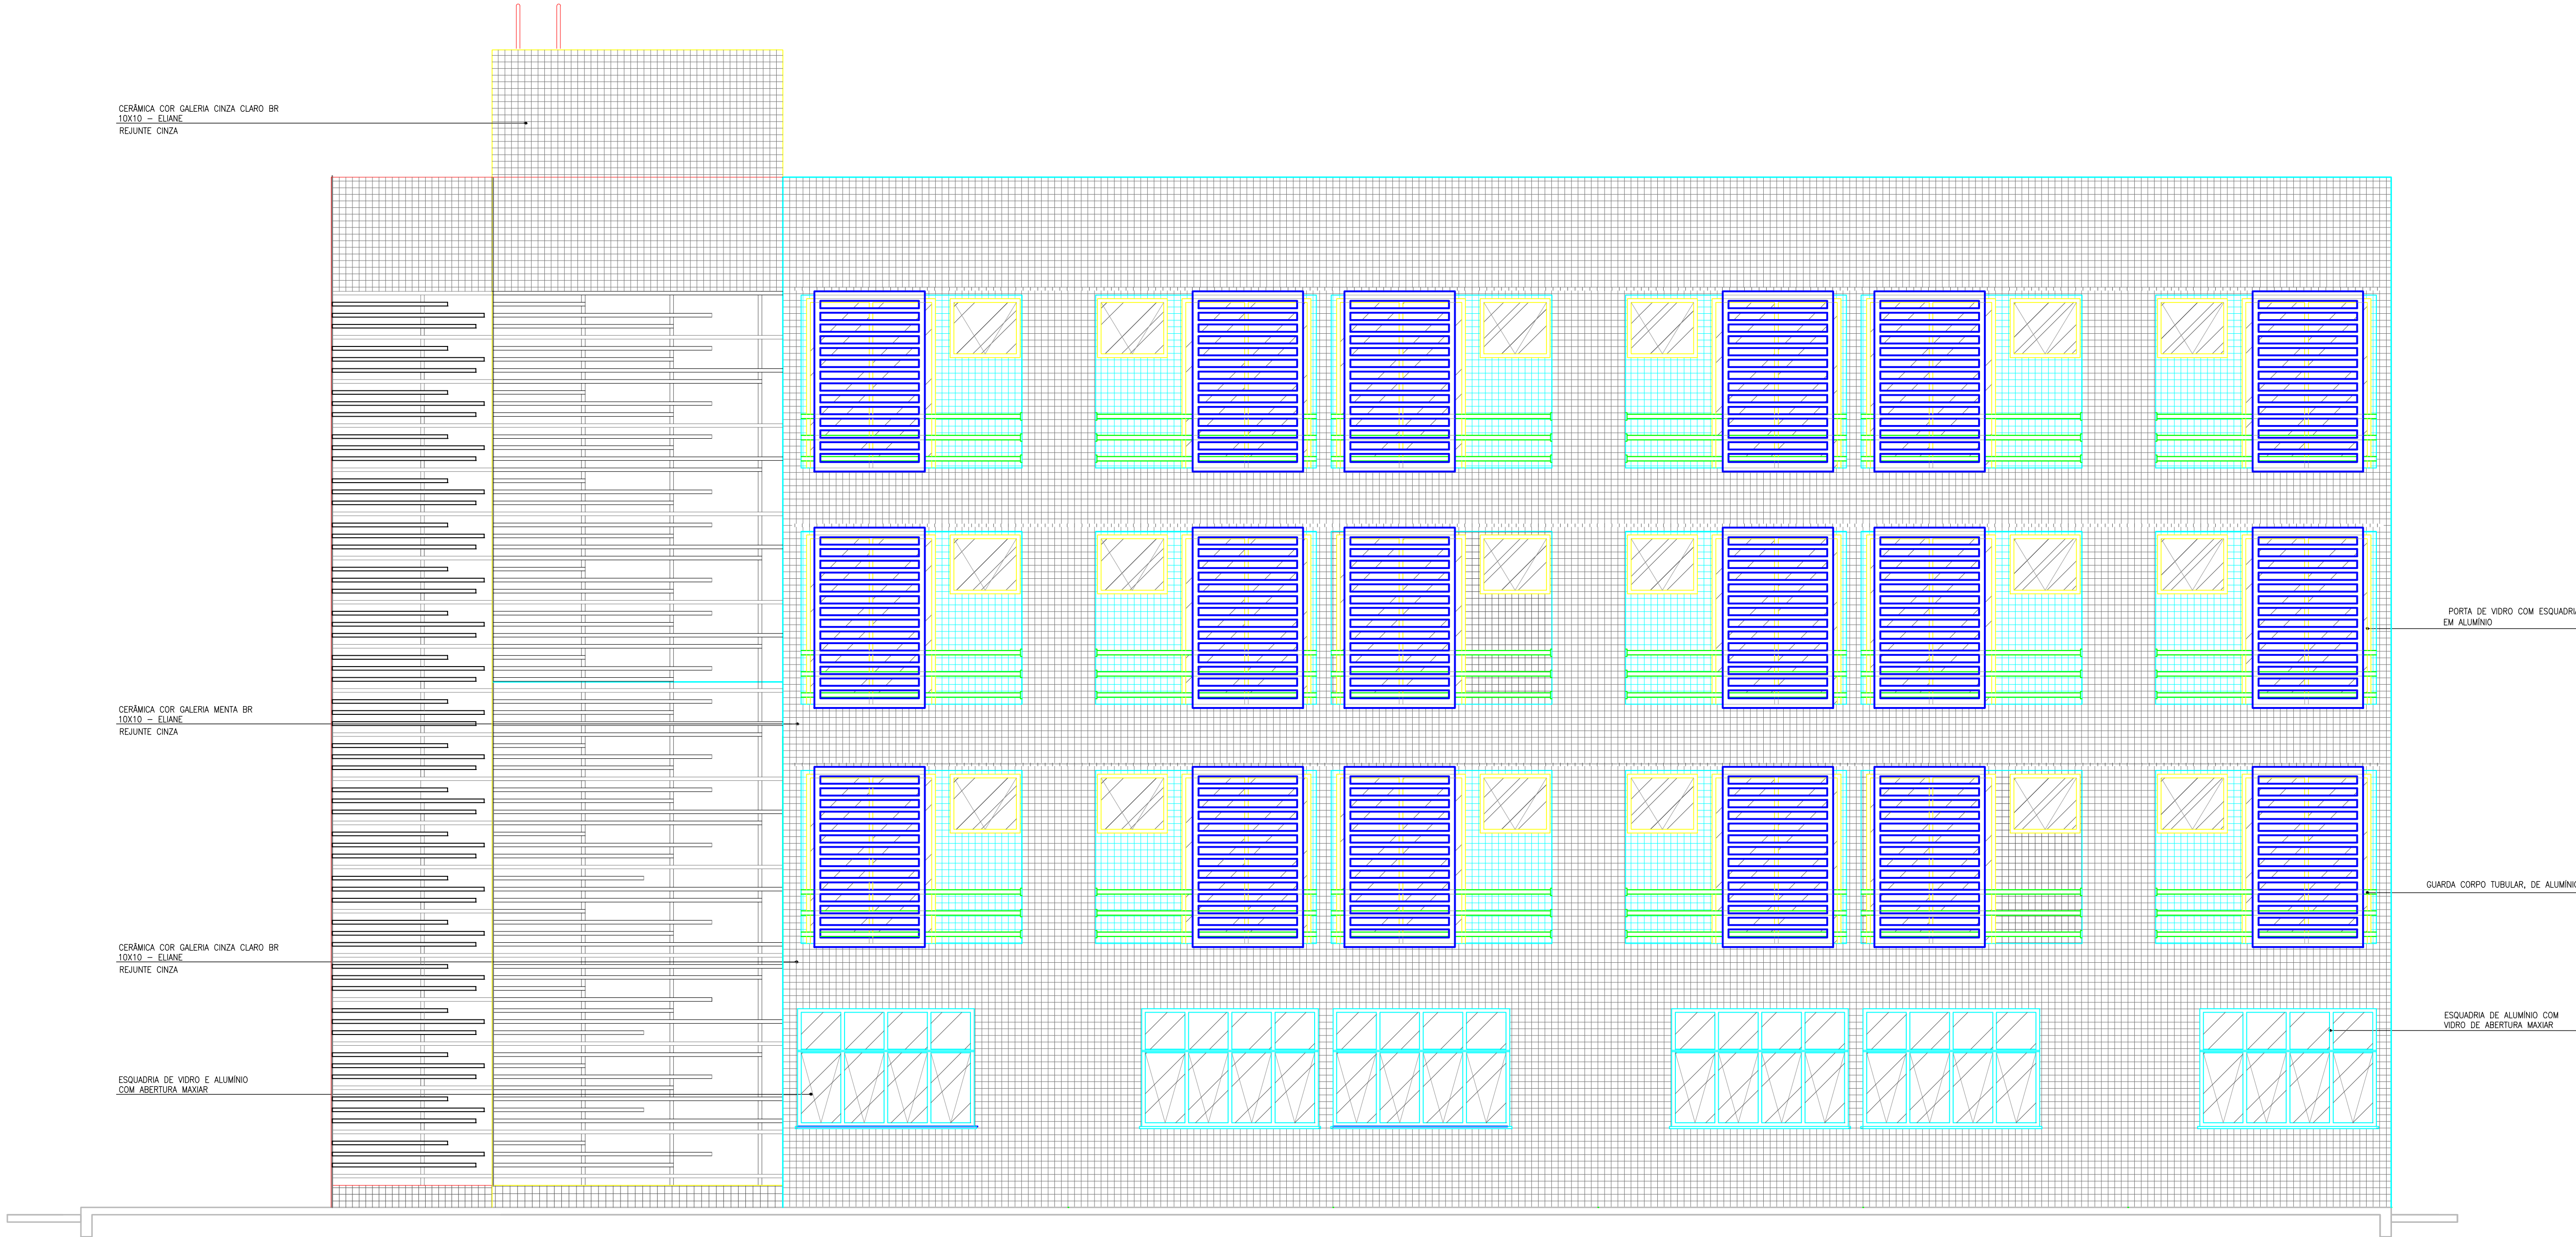 CERÂMICA COR GALERIA CINZA CLARO BR
10X10 – ELIANE
REJUNTE CINZA
CERÂMICA COR GALERIA MENTA BR
10X10 – ELIANE
REJUNTE CINZA
CERÂMICA COR GALERIA CINZA CLARO BR
10X10 – ELIANE
REJUNTE CINZA
ESQUADRIA DE VIDRO E ALUMÍNIO
COM ABERTURA MAXIAR
PORTA DE VIDRO COM ESQUADRIA
EM ALUMÍNIO
GUARDA CORPO TUBULAR, DE ALUMÍNIO
ESQUADRIA DE ALUMÍNIO COM
VIDRO DE ABERTURA MAXIAR